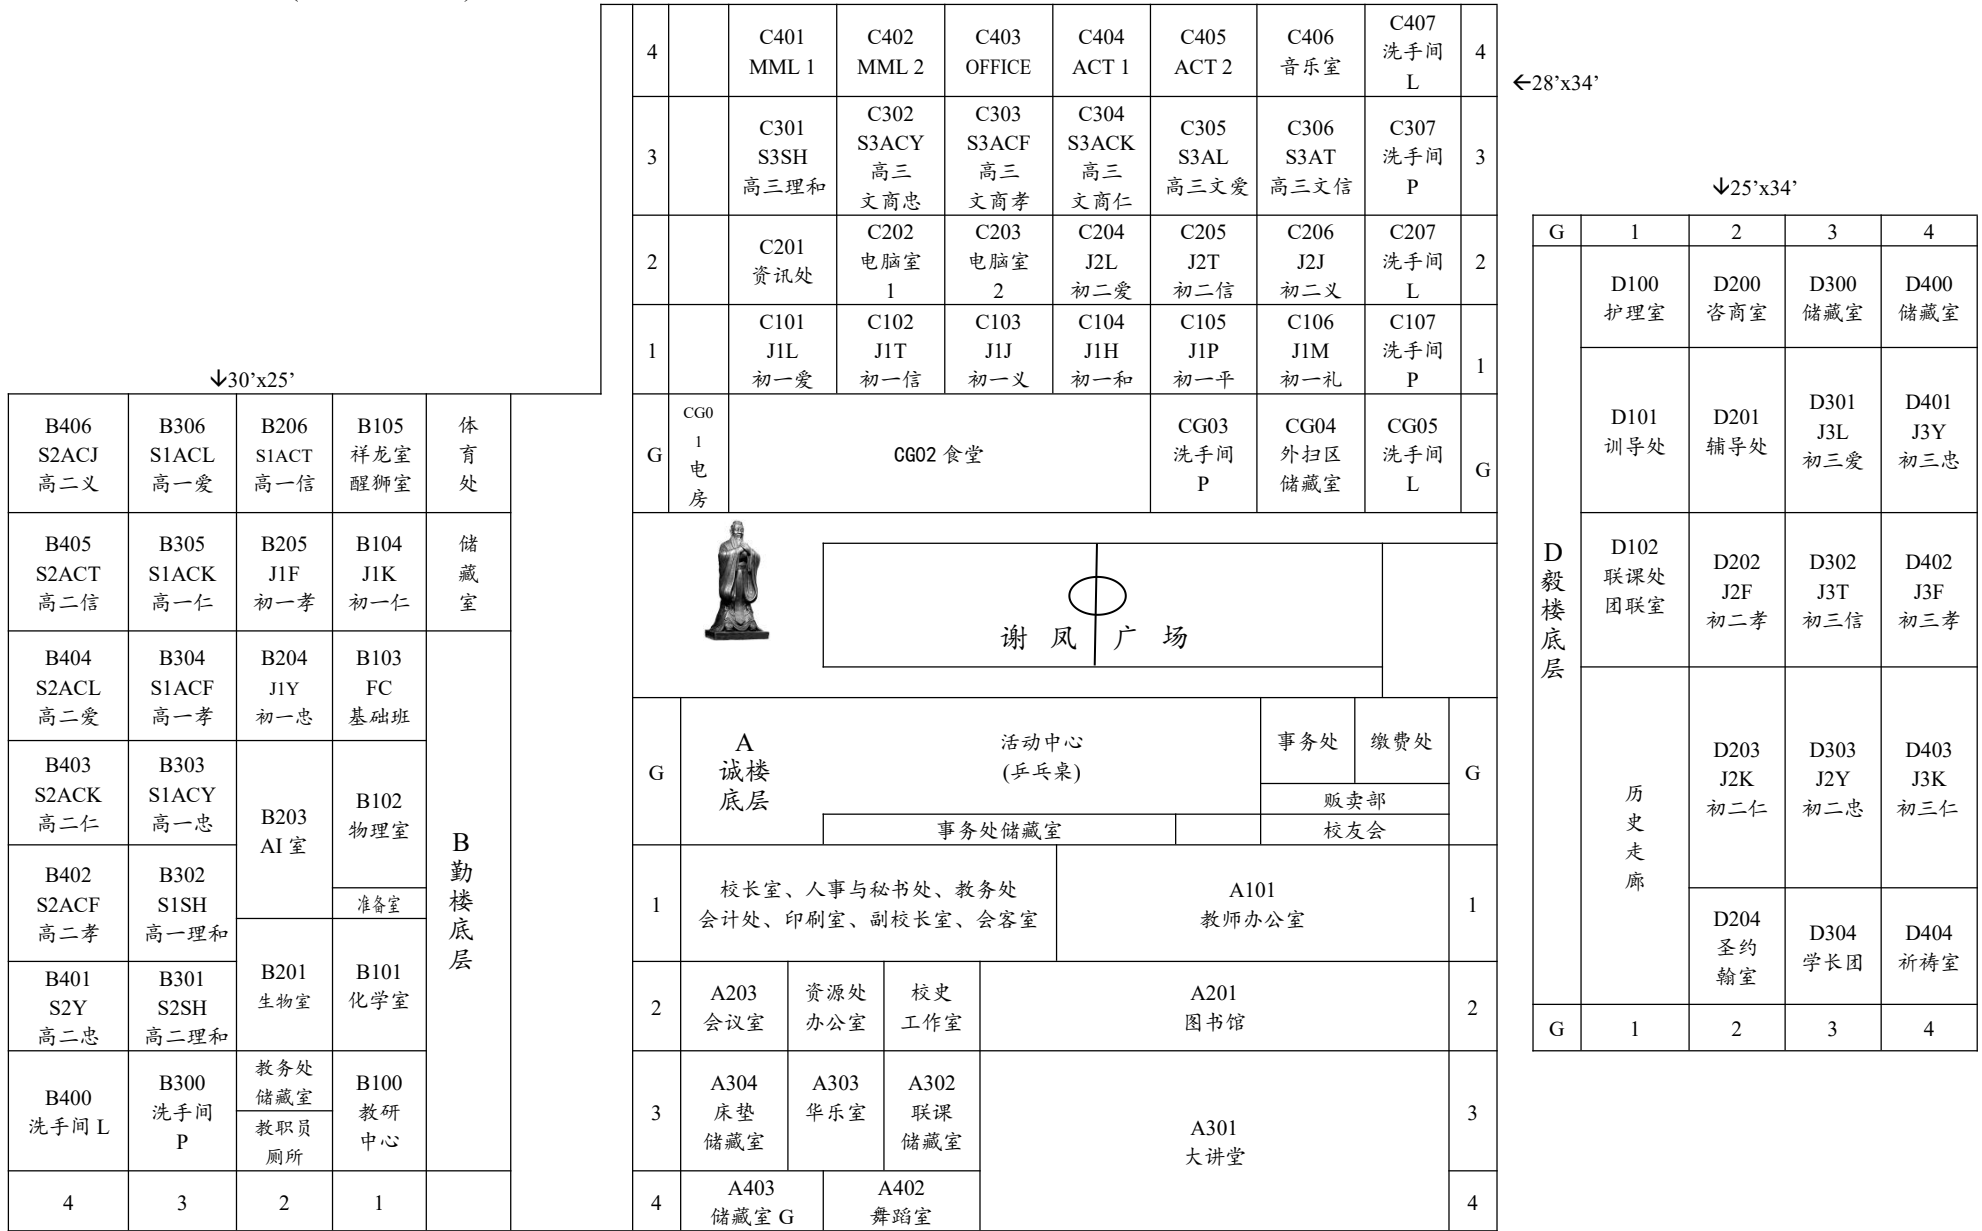 4
C401
MML 1
C402
MML 2
C403
OFFICE
C404
ACT 1
C405
ACT 2
C406
音乐室
C407
洗手间
L
4
←28’x34’
3
C301
S3SH
高三理和
C302
S3ACY
高三
文商忠
C303
S3ACF
高三
文商孝
C304
S3ACK
高三
文商仁
C305
S3AL
高三文爱
C306
S3AT
高三文信
C307
洗手间
P
3
2
C201
资讯处
C202
电脑室
1
C203
电脑室
2
C204
J2L
初二爱
C205
J2T
初二信
C206
J2J
初二义
C207
洗手间
L
2
1
C101
J1L
初一爱
C102
J1T
初一信
C103
J1J
初一义
C104
J1H
初一和
C105
J1P
初一平
C106
J1M
初一礼
C107
洗手间
P
1
G
CG0
1
电
房
CG02 食堂
CG03
洗手间
P
CG04
外扫区
储藏室
CG05
洗手间
L
G
谢 凤 广 场
↓30’x25’
B406
S2ACJ
高二义
B306
S1ACL
高一爱
B206
S1ACT
高一信
B105
祥龙室
醒狮室
体
育
处
B405
S2ACT
高二信
B305
S1ACK
高一仁
B205
J1F
初一孝
B104
J1K
初一仁
储
藏
室
B404
S2ACL
高二爱
B304
S1ACF
高一孝
B204
J1Y
初一忠
B103
FC
基础班
B403
S2ACK
高二仁
B303
S1ACY
高一忠
B203
AI 室
B102
物理室
B
勤
楼
底
层
B402
S2ACF
高二孝
B302
S1SH
高一理和
准备室
B401
S2Y
高二忠
B301
S2SH
高二理和
B201
生物室
B101
化学室
B400
洗手间 L
B300
洗手间
P
教务处
储藏室
教职员
厕所
B100
教研
中心
4
3
2
1
G
A
诚楼
底层
活动中心
(乒乓桌)
事务处
缴费处
贩卖部
事务处储藏室
校友会
G
1
校长室、人事与秘书处、教务处
会计处、印刷室、副校长室、会客室
A101
教师办公室
1
2
A203
会议室
资源处
办公室
校史
工作室
A201
图书馆
2
3
A304
床垫
储藏室
A303
华乐室
A302
联课
储藏室
A301
大讲堂
3
4
A403
储藏室 G
A402
舞蹈室
4
↓25’x34’
G
1
2
3
4
D
毅
楼
底
层
D100
护理室
D200
咨商室
D300
储藏室
D400
储藏室
D101
训导处
D201
辅导处
D301
J3L
初三爱
D401
J3Y
初三忠
D102
联课处
团联室
D202
J2F
初二孝
D302
J3T
初三信
D402
J3F
初三孝
历
史
走
廊
D203
J2K
初二仁
D303
J2Y
初二忠
D403
J3K
初三仁
D204
圣约
翰室
D304
学长团
D404
祈祷室
G
1
2
3
4